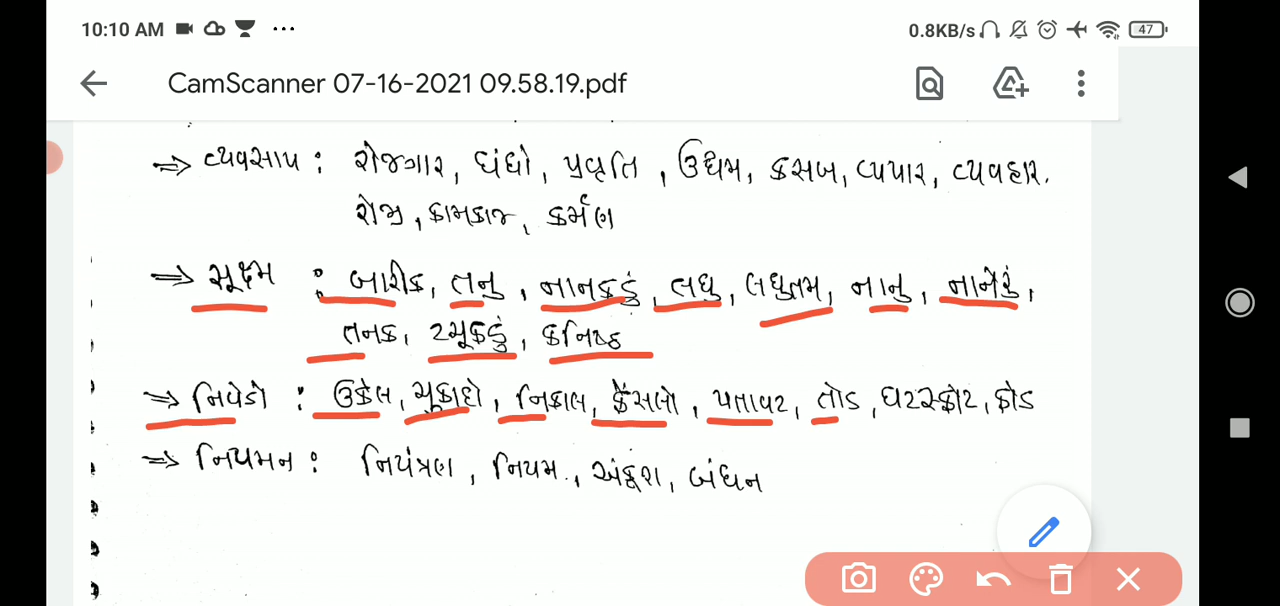 10:10 AM ... 0.8KB/s 47
CamScanner 07-16-2021 09.58.19.pdf
⇒ વ્યવસાય : રોજગાર, ધંધો, પ્રવૃતિ, ઉદ્યમ, કસબ, વ્યપાર, વ્યવહાર.
રોજી, કામકાજ, કર્મણ
⇒ સૂક્ષ્મ : બારીક, તનુ, નાનકડું, લઘુ, લઘુતમ, નાનુ, નાનેરું,
તનક, ટમૂકડું, કનિષ્ઠ
⇒ નિવેડો : ઉકેલ, ચુકાદો, નિકાલ, ફેંસલો, પતાવટ, તોડ, ઘટસ્ફોટ, ફોડ
⇒ નિયમન : નિયંત્રણ, નિયમ., અંકૂશ, બંધન